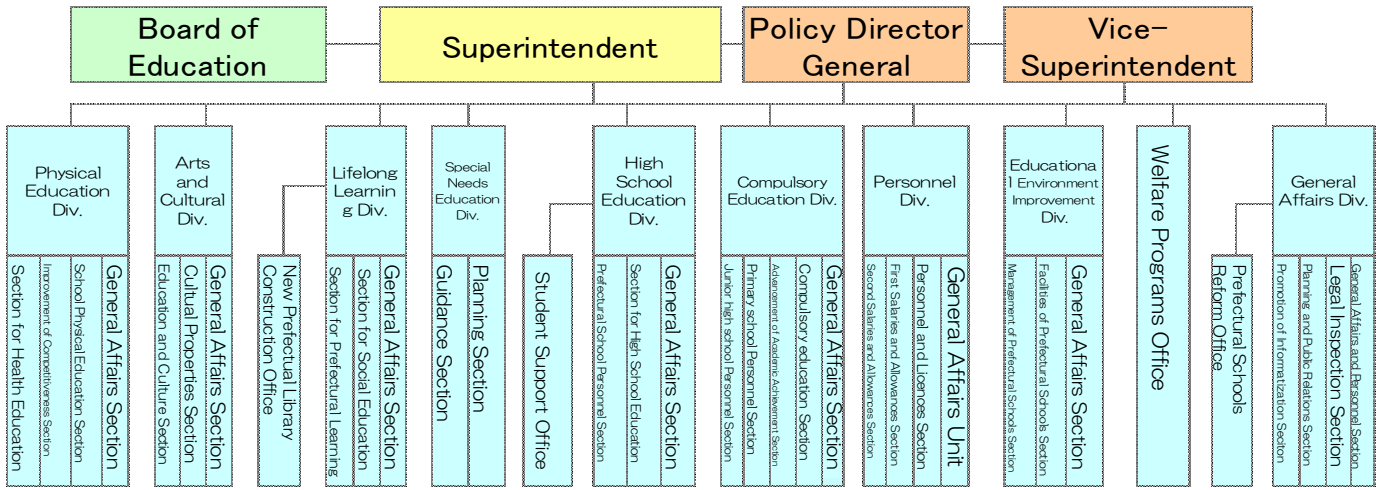 Board of
Education
Superintendent
Policy Director
General
Vice-
Superintendent
Physical
Education
Div.
Arts
and
Cultural
Div.
Lifelong
Learnin
g Div.
Special
Needs
Education
Div.
High
School
Education
Div.
Compulsory
Education Div.
Personnel
Div.
Educationa
l Environment
Improvement
Div.
Welfare Programs Office
General
Affairs Div.
Section for Health Education
Improvement of Competitiveness Section
School Physical Education Section
General Affairs Section
Education and Culture Section
Cultural Properties Section
General Affairs Section
New Prefectual Library
Construction Office
Section for Prefectural Learning
Section for Social Education
General Affairs Section
Guidance Section
Planning Section
Student Support Office
Prefectural School Personnel Section
Section for High School Education
General Affairs Section
Junior high school Personnel Section
Primary school Personnel Section
Advancement of Academic Achievement Section
Compulsory education Section
General Affairs Section
Second Salaries and Allowances Section
First Salaries and Allowances Section
Personnel and Licences Section
General Affairs Unit
Management of Prefectural Schools Section
Facilities of Prefectural Schools Section
General Affairs Section
Prefectural Schools
Reform Office
Promotion of Informatization Seciton
Planning and Public Relations Section
Legal Inspection Section
General Affairs and Personnel Section